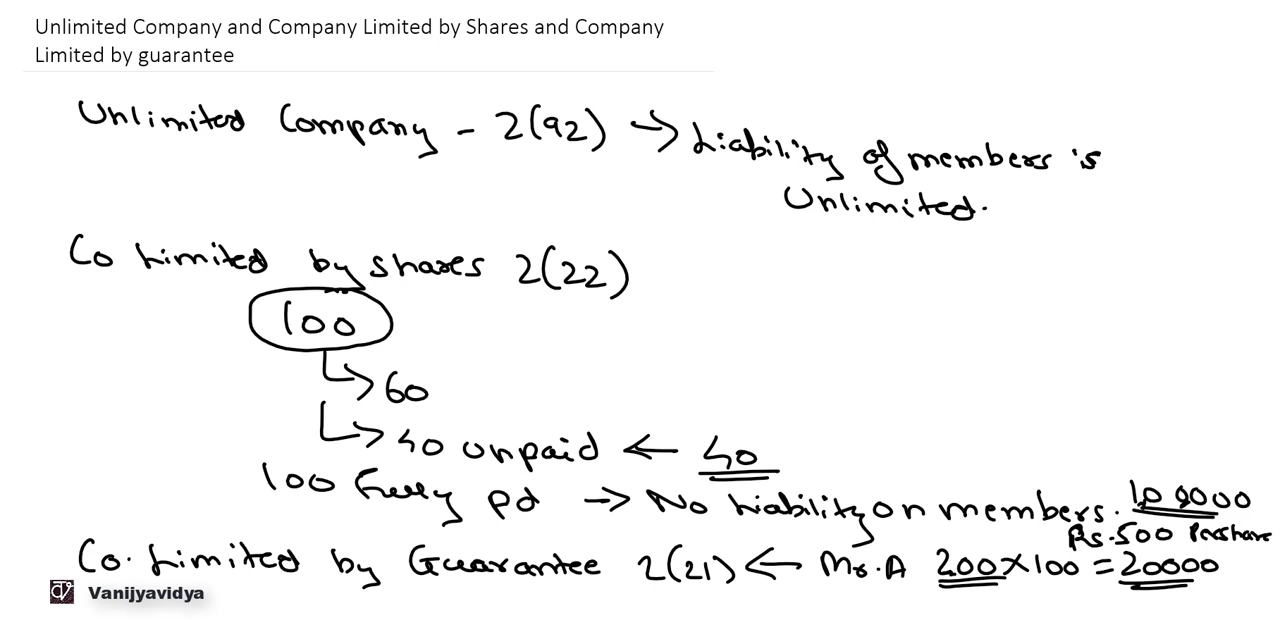 Unlimited Company and Company Limited by Shares and Company
Limited by guarantee
Unlimited Company - 2(92) → Liability of members is
Unlimited.
Co Limited by shares 2(22)
100
↳ 60
↳ 40 unpaid ← 40
100 Fully pd → No Liability on members.
Rs.500 Per share
Co. Limited by Guarantee 2(21) ← Mr.A 200×100 = 20000
Vanijyavidya